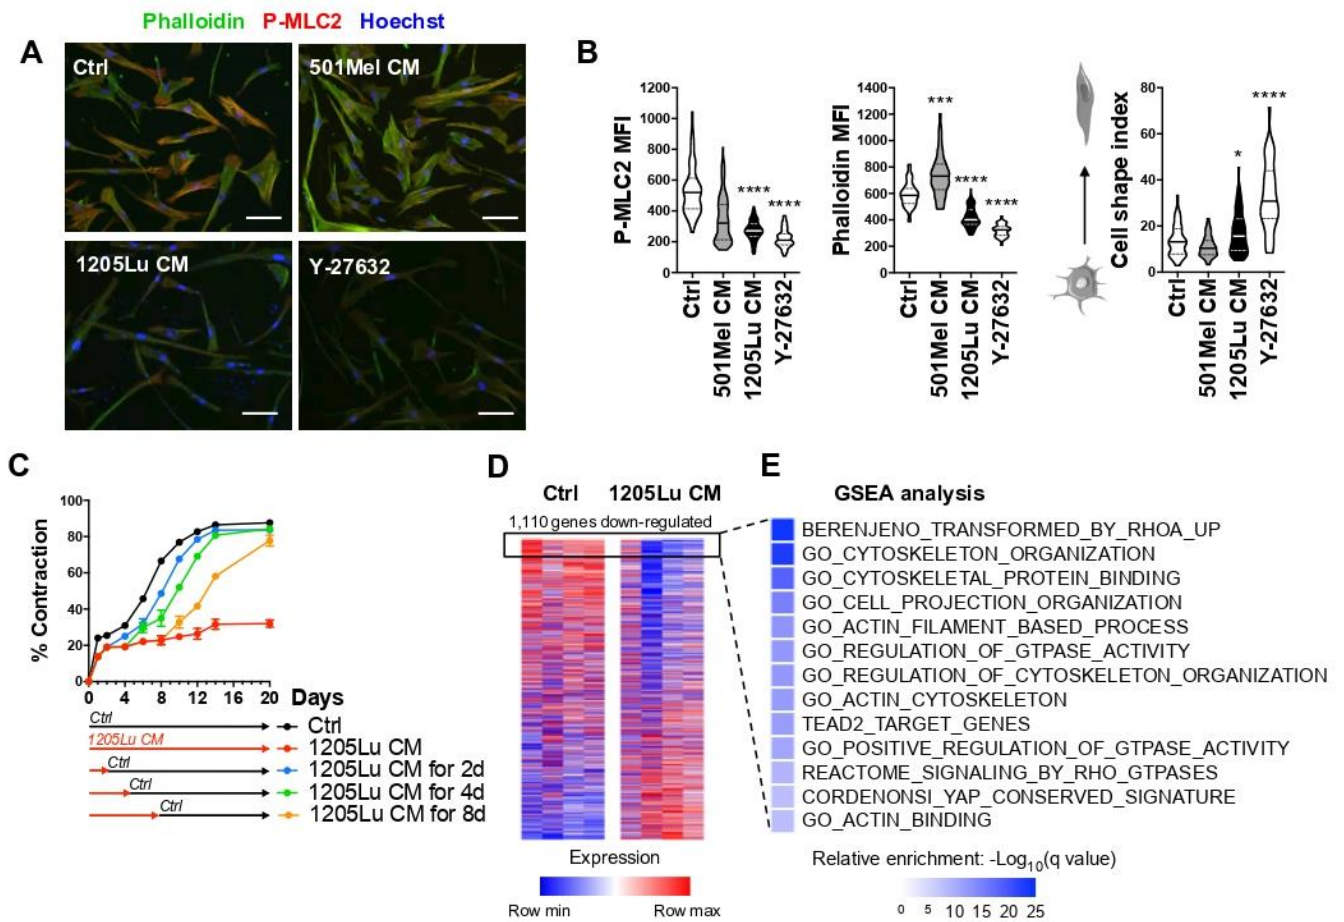 Phalloidin P-MLC2 Hoechst
A
Ctrl
501Mel CM
1205Lu CM
Y-27632
B
P-MLC2 MFI
1200
1000
800
600
400
200
0
****
****
Ctrl
501Mel CM
1205Lu CM
Y-27632
Phalloidin MFI
1400
1200
1000
800
600
400
200
0
***
****
****
Ctrl
501Mel CM
1205Lu CM
Y-27632
Cell shape index
80
60
40
20
0
*
****
Ctrl
501Mel CM
1205Lu CM
Y-27632
C
% Contraction
100
80
60
40
20
0
0 4 8 12 16 20
Days
Ctrl
Ctrl
1205Lu CM
1205Lu CM
Ctrl
1205Lu CM for 2d
Ctrl
1205Lu CM for 4d
Ctrl
1205Lu CM for 8d
D
Ctrl 1205Lu CM
1,110 genes down-regulated
Expression
Row min Row max
E
GSEA analysis
BERENJENO_TRANSFORMED_BY_RHOA_UP
GO_CYTOSKELETON_ORGANIZATION
GO_CYTOSKELETAL_PROTEIN_BINDING
GO_CELL_PROJECTION_ORGANIZATION
GO_ACTIN_FILAMENT_BASED_PROCESS
GO_REGULATION_OF_GTPASE_ACTIVITY
GO_REGULATION_OF_CYTOSKELETON_ORGANIZATION
GO_ACTIN_CYTOSKELETON
TEAD2_TARGET_GENES
GO_POSITIVE_REGULATION_OF_GTPASE_ACTIVITY
REACTOME_SIGNALING_BY_RHO_GTPASES
CORDENONSI_YAP_CONSERVED_SIGNATURE
GO_ACTIN_BINDING
Relative enrichment: -Log10(q value)
0 5 10 15 20 25